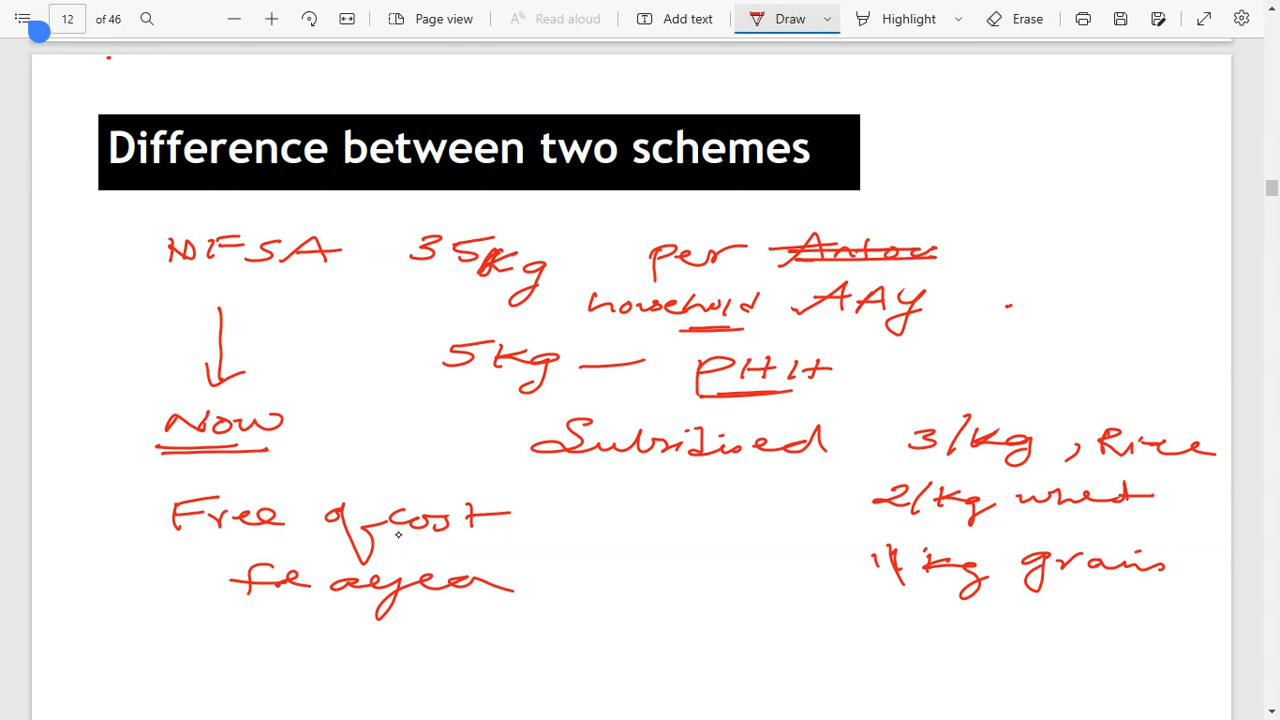 12 of 46 Page view Read aloud Add text Draw Highlight Erase
Difference between two schemes
NFSA 35Kg per
household AAY
5Kg — PHH
Now
Subsidised 3/Kg, Rice
2/kg wheat
Free of cost
1/kg grains
for a year